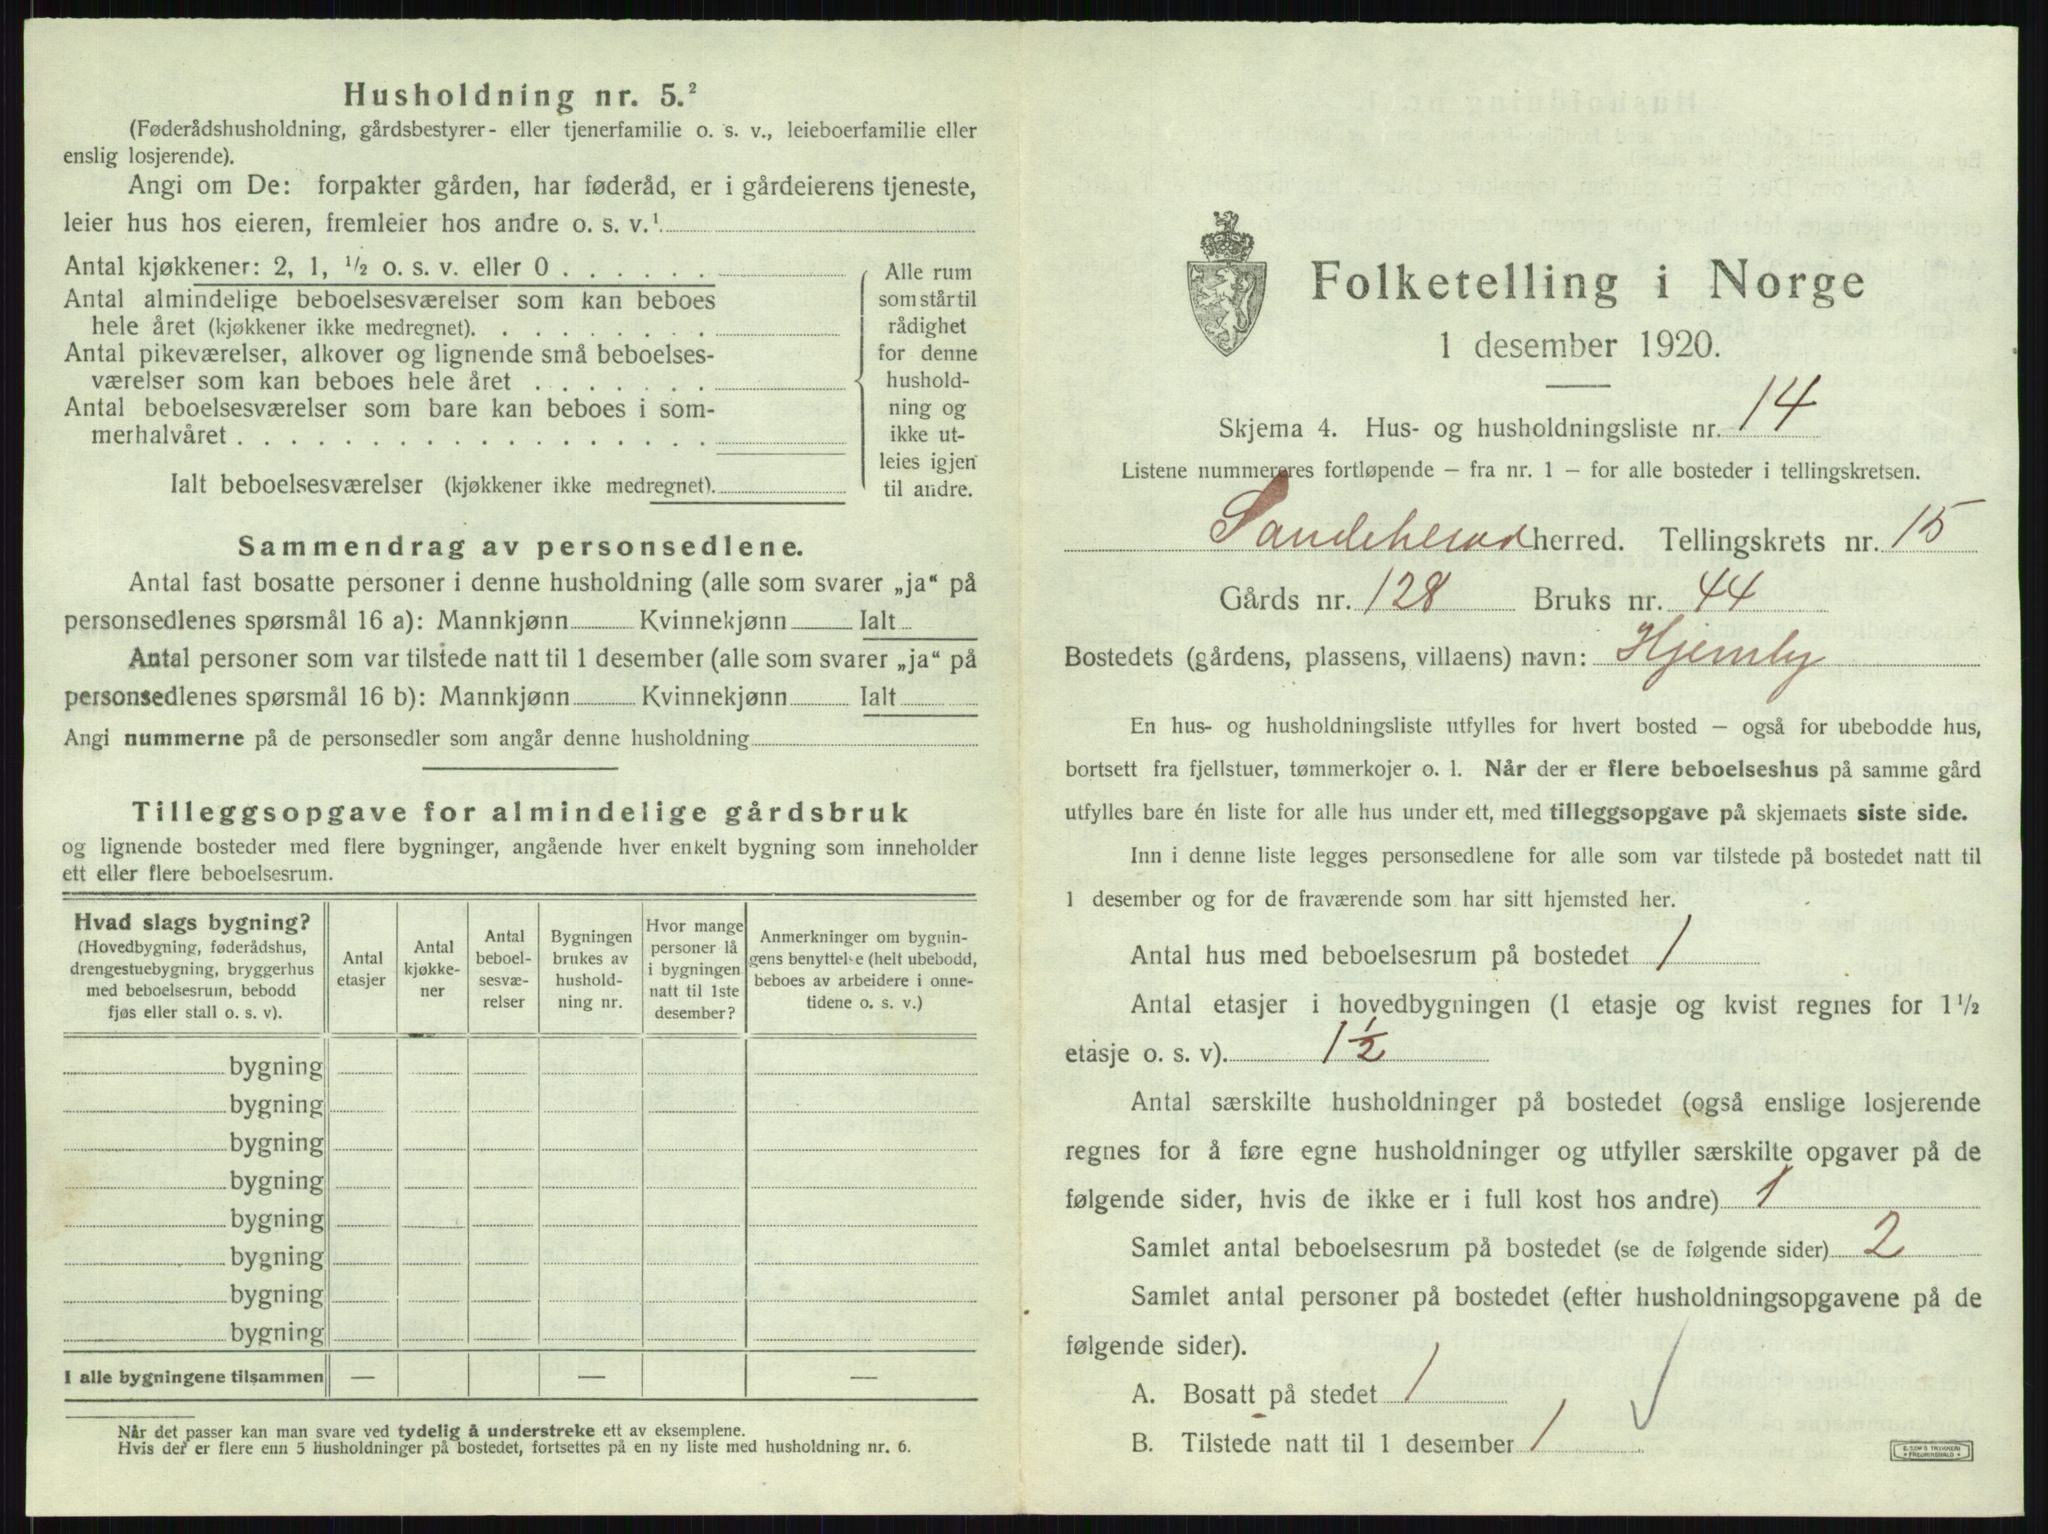 Husholdning nr. 5.²
(Føderådshusholdning, gårdsbestyrer- eller tjenerfamilie o. s. v., leieboerfamilie eller
enslig losjerende).
Angi om De: forpakter gården, har føderåd, er i gårdeierens tjeneste,
leier hus hos eieren, fremleier hos andre o. s. v.¹
Antal kjøkkener: 2, 1, ½ o. s. v. eller 0 . . . . . .
Antal almindelige beboelsesværelser som kan beboes
hele året (kjøkkener ikke medregnet). . . . . . . . .
Antal pikeværelser, alkover og lignende små beboelses-
værelser som kan beboes hele året . . . . . . .
Antal beboelsesværelser som bare kan beboes i som-
merhalvåret . . . . . . . . . . . . . . . . . .
Ialt beboelsesværelser (kjøkkener ikke medregnet).
Alle rum
som står til
rådighet
for denne
hushold-
ning og
ikke ut-
leies igjen
til andre.
Sammendrag av personsedlene.
Antal fast bosatte personer i denne husholdning (alle som svarer „ja“ på
personsedlenes spørsmål 16 a): Mannkjønn Kvinnekjønn Ialt
Antal personer som var tilstede natt til 1 desember (alle som svarer „ja“ på
personsedlenes spørsmål 16 b): Mannkjønn Kvinnekjønn Ialt
Angi nummerne på de personsedler som angår denne husholdning
Tilleggsopgave for almindelige gårdsbruk
og lignende bosteder med flere bygninger, angående hver enkelt bygning som inneholder
ett eller flere beboelsesrum.
Hvad slags bygning?
(Hovedbygning, føderådshus,
drengestuebygning, bryggerhus
med beboelsesrum, bebodd
fjøs eller stall o. s. v).
Antal
etasjer
Antal
kjøkke-
ner
Antal
beboel-
sesvæ-
relser
Bygningen
brukes av
hushold-
ning nr.
Hvor mange
personer lå
i bygningen
natt til 1ste
desember?
Anmerkninger om bygnin-
gens benyttelse (helt ubebodd,
beboes av arbeidere i onne-
tidene o. s. v.)
bygning
bygning
bygning
bygning
bygning
bygning
bygning
bygning
I alle bygningene tilsammen — — —
Når det passer kan man svare ved tydelig å understreke ett av eksemplene.
Hvis der er flere enn 5 husholdninger på bostedet, fortsettes på en ny liste med husholdning nr. 6.
Folketelling i Norge
1 desember 1920.
Skjema 4. Hus- og husholdningsliste nr. 14
Listene nummereres fortløpende — fra nr. 1 — for alle bosteder i tellingskretsen.
Sandeherad herred. Tellingskrets nr. 15
Gårds nr. 128 Bruks nr. 44
Bostedets (gårdens, plassens, villaens) navn: Hjemby
En hus- og husholdningsliste utfylles for hvert bosted — også for ubebodde hus,
bortsett fra fjellstuer, tømmerkojer o. l. Når der er flere beboelseshus på samme gård
utfylles bare én liste for alle hus under ett, med tilleggsopgave på skjemaets siste side.
Inn i denne liste legges personsedlene for alle som var tilstede på bostedet natt til
1 desember og for de fraværende som har sitt hjemsted her.
Antal hus med beboelsesrum på bostedet 1
Antal etasjer i hovedbygningen (1 etasje og kvist regnes for 1½
etasje o. s. v). 1½
Antal særskilte husholdninger på bostedet (også enslige losjerende
regnes for å føre egne husholdninger og utfyller særskilte opgaver på de
følgende sider, hvis de ikke er i full kost hos andre) 1
Samlet antal beboelsesrum på bostedet (se de følgende sider) 2
Samlet antal personer på bostedet (efter husholdningsopgavene på de
følgende sider).
A. Bosatt på stedet 1
B. Tilstede natt til 1 desember 1